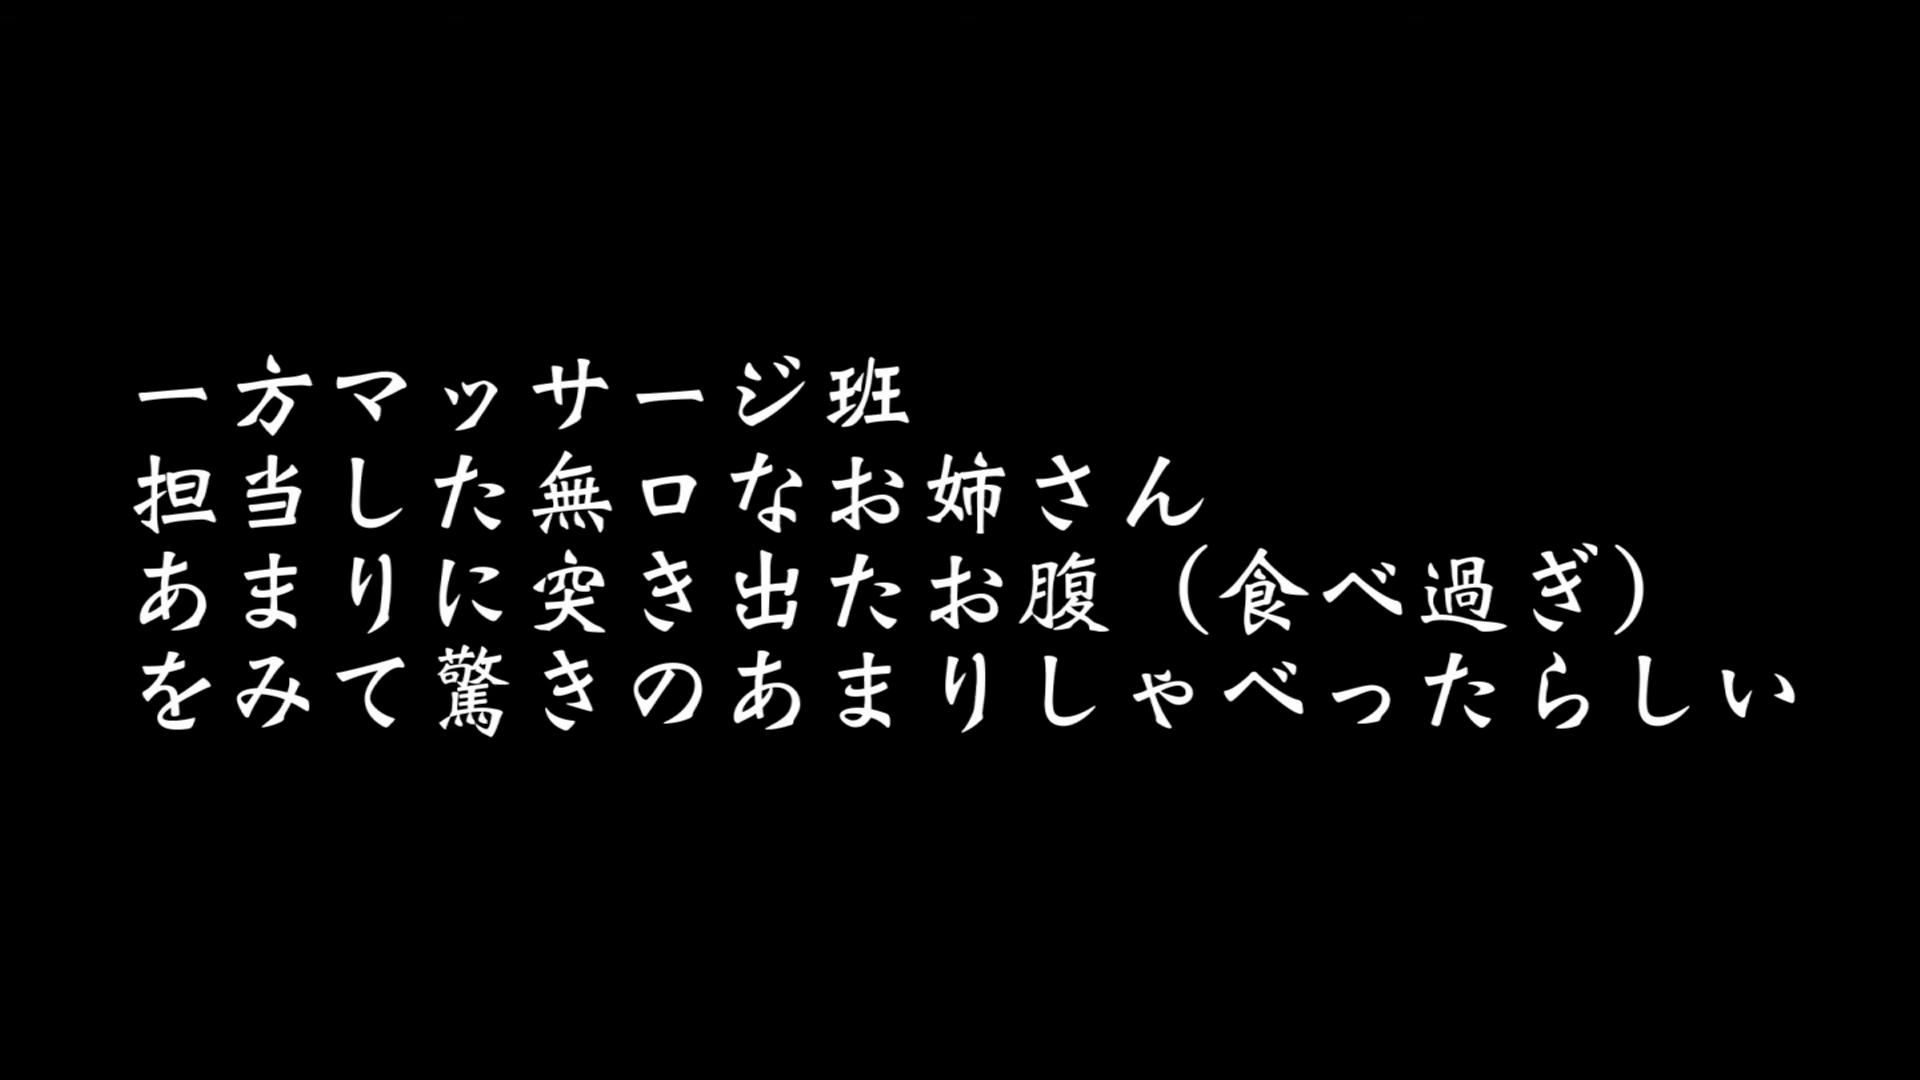 一方マッサージ班
担当した無口なお姉さん
あまりに突き出たお腹（食べ過ぎ）
をみて驚きのあまりしゃべったらしい